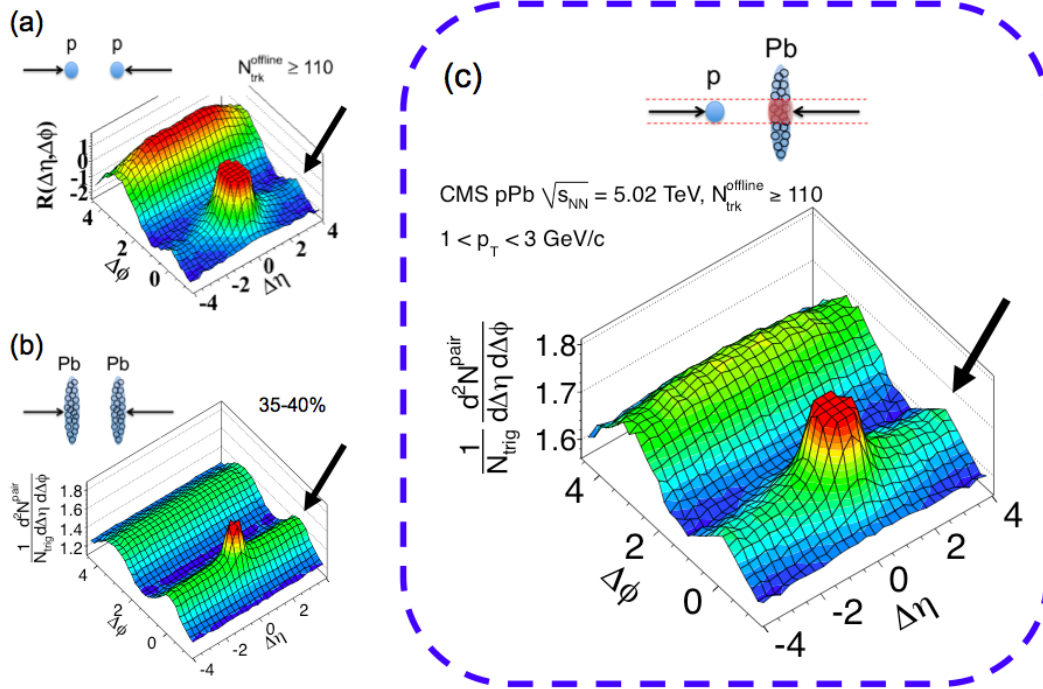 (a)
p p
N_trk^offline ≥ 110
R(Δη,Δϕ)
1
0
-1
-2
4
2
0
Δϕ
-4
-2
0
2
4
Δη
(b)
Pb Pb
35-40%
1/N_trig d²N^pair/dΔη dΔϕ
1.8
1.6
1.4
1.2
4
2
0
Δϕ
-4
-2
0
2
Δη
(c)
Pb
p
CMS pPb √s_NN = 5.02 TeV, N_trk^offline ≥ 110
1 < p_T < 3 GeV/c
1/N_trig d²N^pair/dΔη dΔϕ
1.8
1.7
1.6
4
2
0
Δϕ
-4
-2
0
2
4
Δη